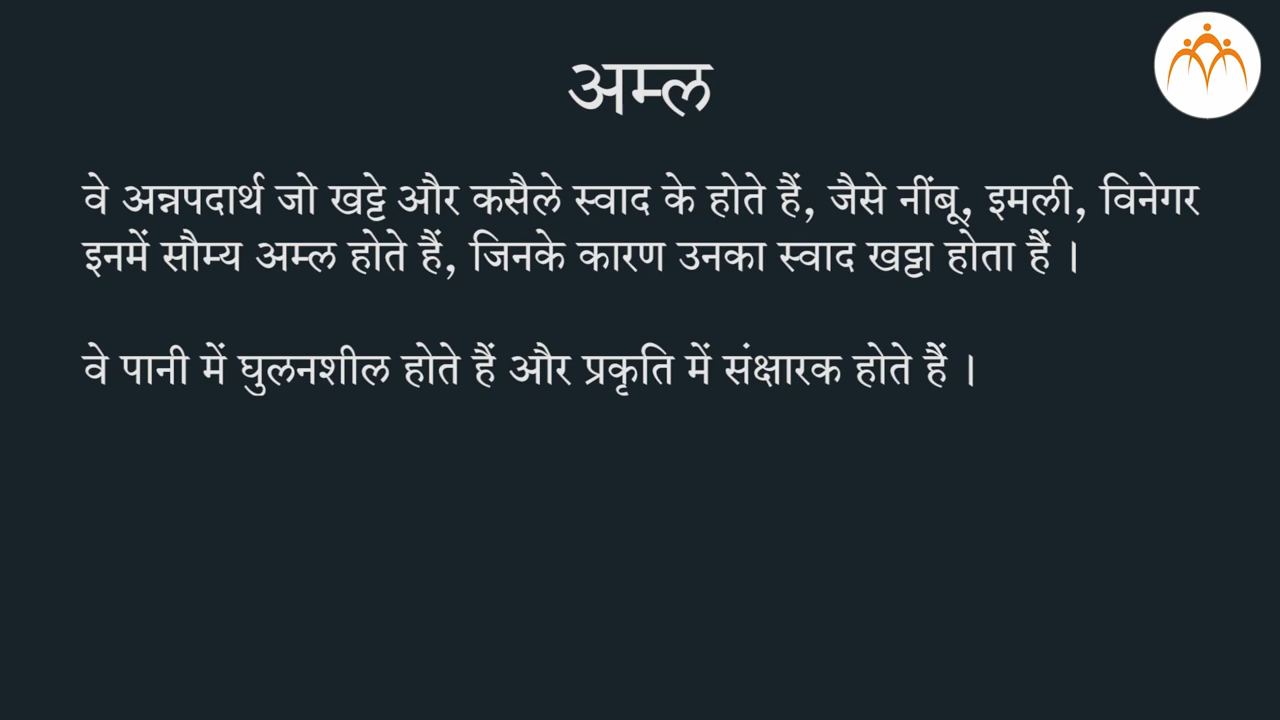 अम्ल
वे अन्नपदार्थ जो खट्टे और कसैले स्वाद के होते हैं, जैसे नींबू, इमली, विनेगर
इनमें सौम्य अम्ल होते हैं, जिनके कारण उनका स्वाद खट्टा होता हैं ।
वे पानी में घुलनशील होते हैं और प्रकृति में संक्षारक होते हैं ।